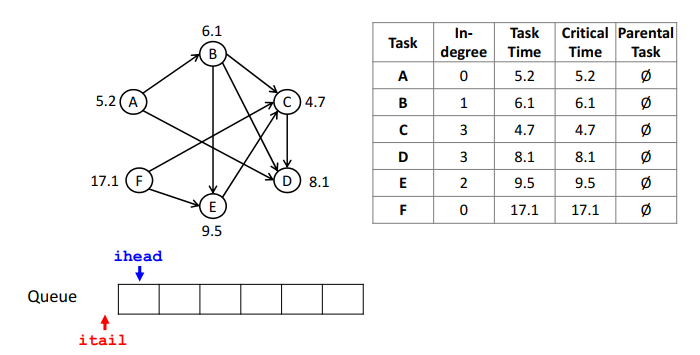 6.1
B
5.2 A
C 4.7
17.1 F
D 8.1
E
9.5
Task In-degree Task Time Critical Time Parental Task
A 0 5.2 5.2 Ø
B 1 6.1 6.1 Ø
C 3 4.7 4.7 Ø
D 3 8.1 8.1 Ø
E 2 9.5 9.5 Ø
F 0 17.1 17.1 Ø
ihead
Queue
itail